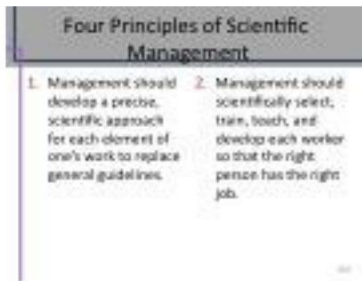 Four Principles of Scientific
Management
1. Management should
develop a precise,
scientific approach
for each element of
one's work to replace
general guidelines.
2. Management should
scientifically select,
train, teach, and
develop each worker
so that the right
person has the right
job.